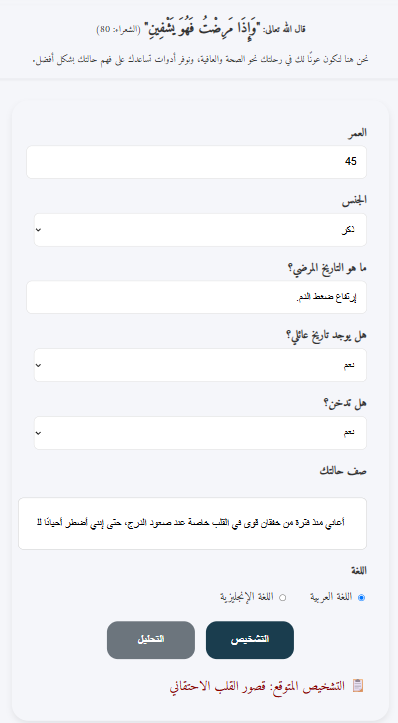 قال الله تعالى: "وَإِذَا مَرِضْتُ فَهُوَ يَشْفِينِ" (الشعراء: 80)
نحن هنا لنكون عونًا لك في رحلتك نحو الصحة والعافية، ونوفر أدوات تساعدك على فهم حالتك بشكل أفضل.
العمر
45
الجنس
ذكر
ما هو التاريخ المرضي؟
إرتفاع ضغط الدم.
هل يوجد تاريخ عائلي؟
نعم
هل تدخن؟
نعم
صف حالتك
أعاني منذ فترة من خفقان قوى في القلب خاصة عند صعود الدرج، حتى إنني أضطر أحيانًا لل
اللغة
اللغة العربية
اللغة الإنجليزية
التشخيص
التحليل
📋 التشخيص المتوقع: قصور القلب الاحتقاني